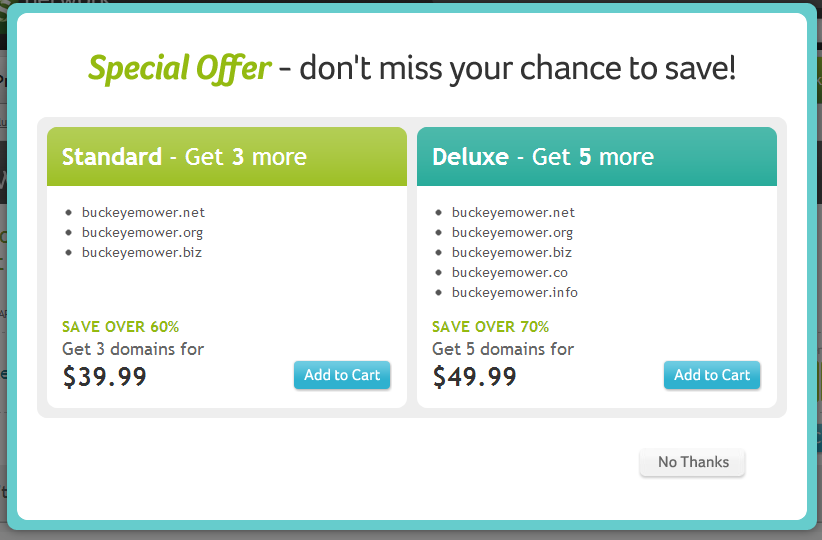 network
Special Offer - don't miss your chance to save!
Standard - Get 3 more
buckeyemower.net
buckeyemower.org
buckeyemower.biz
SAVE OVER 60%
Get 3 domains for
$39.99
Add to Cart
Deluxe - Get 5 more
buckeyemower.net
buckeyemower.org
buckeyemower.biz
buckeyemower.co
buckeyemower.info
SAVE OVER 70%
Get 5 domains for
$49.99
Add to Cart
No Thanks